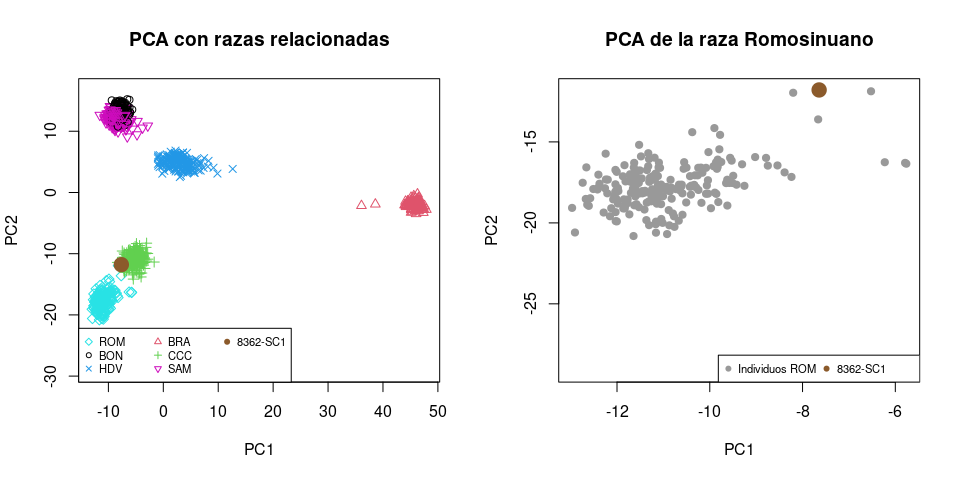 PCA con razas relacionadas
PC2
10
0
-10
-20
-30
ROM
BRA
8362-SC1
BON
CCC
HDV
SAM
-10
0
10
20
30
40
50
PC1
PCA de la raza Romosinuano
PC2
-15
-20
-25
Individuos ROM
8362-SC1
-12
-10
-8
-6
PC1